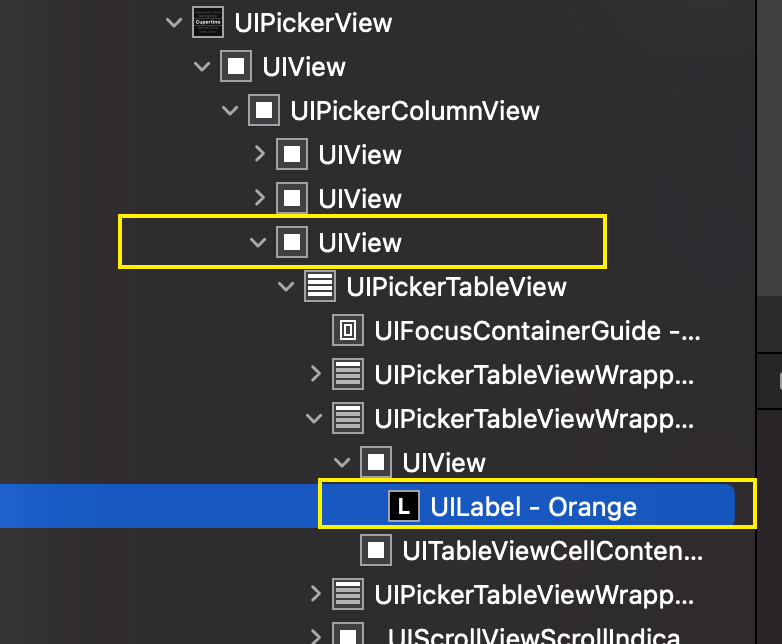 UIPickerView
UIView
UIPickerColumnView
UIView
UIView
UIView
UIPickerTableView
UIFocusContainerGuide -...
UIPickerTableViewWrapp...
UIPickerTableViewWrapp...
UIView
L UILabel - Orange
UITableViewCellConten...
UIPickerTableViewWrapp...
_UIScrollViewScrollIndica